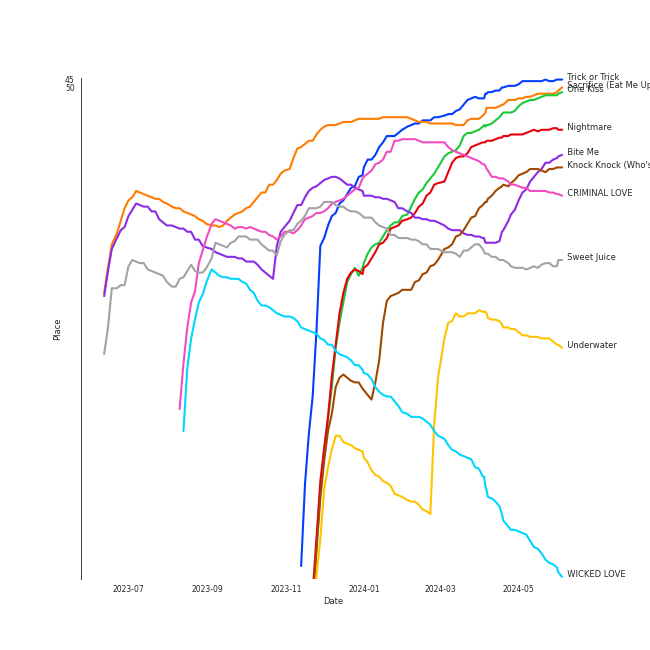 45
50
Trick or Trick
Sacrifice (Eat Me Up
One Kiss
Nightmare
Bite Me
Knock Knock (Who's
CRIMINAL LOVE
Sweet Juice
Underwater
WICKED LOVE
Place
2023-07
2023-09
2023-11
2024-01
2024-03
2024-05
Date